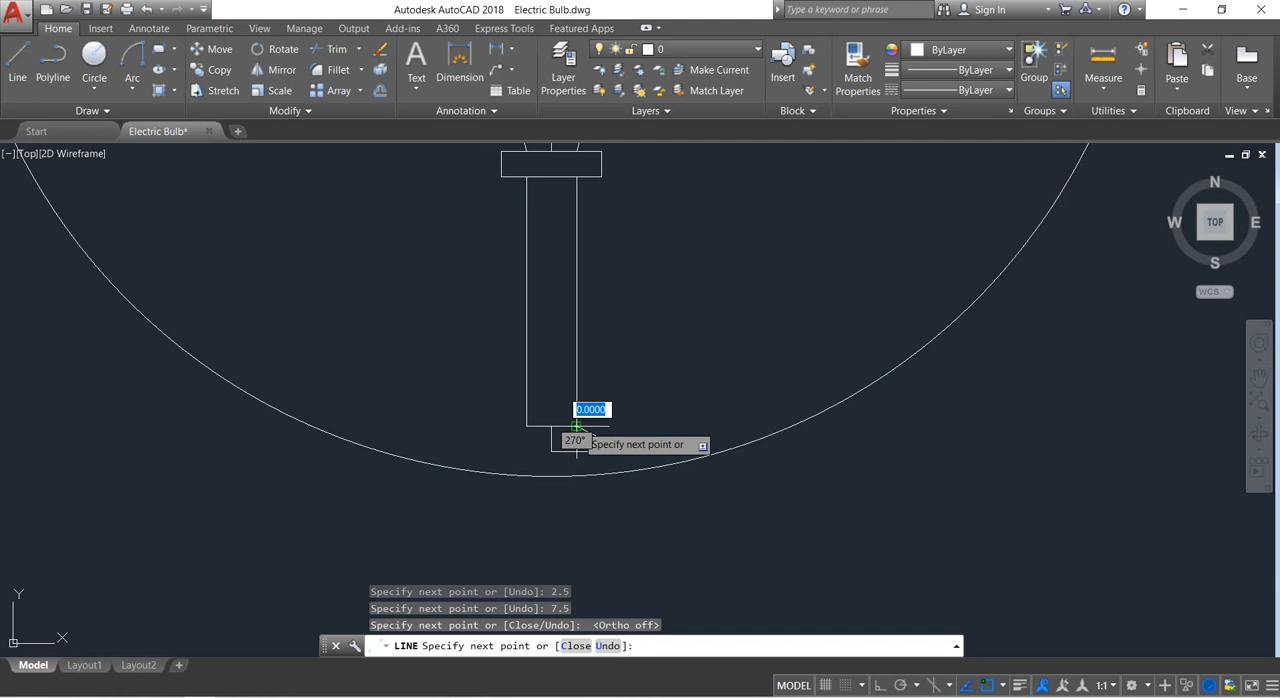 Autodesk AutoCAD 2018 Electric Bulb.dwg
Type a keyword or phrase
Sign In
Home Insert Annotate Parametric View Manage Output Add-ins A360 Express Tools Featured Apps
Line Polyline Circle Arc
Move Rotate Trim
Copy Mirror Fillet
Stretch Scale Array
Text Dimension Table
Layer Properties
0
Make Current
Match Layer
Insert
Match Properties
ByLayer
ByLayer
ByLayer
Group
Measure
Paste
Base
Draw Modify Annotation Layers Block Properties Groups Utilities Clipboard View
Start Electric Bulb*
[−][Top][2D Wireframe]
N
W TOP E
S
WCS
0.0000
270° Specify next point or
Y
X
Specify next point or [Undo]: 2.5
Specify next point or [Undo]: 7.5
Specify next point or [Close/Undo]: <Ortho off>
LINE Specify next point or [Close Undo]:
Model Layout1 Layout2 +
MODEL 1:1